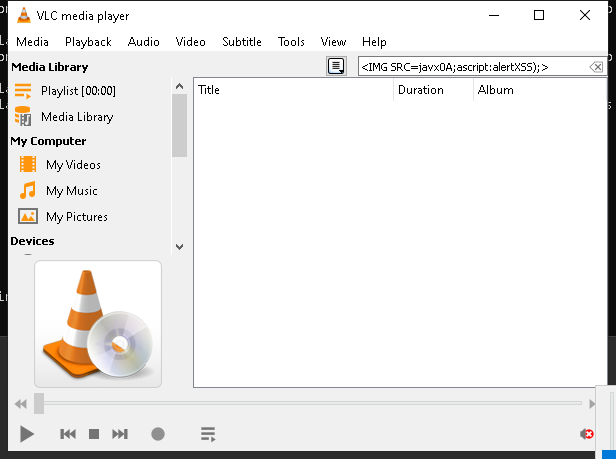 VLC media player
Media Playback Audio Video Subtitle Tools View Help
Media Library
<IMG SRC=javx0A;ascript:alertXSS);>
Playlist [00:00]
Title Duration Album
Media Library
My Computer
My Videos
My Music
My Pictures
Devices